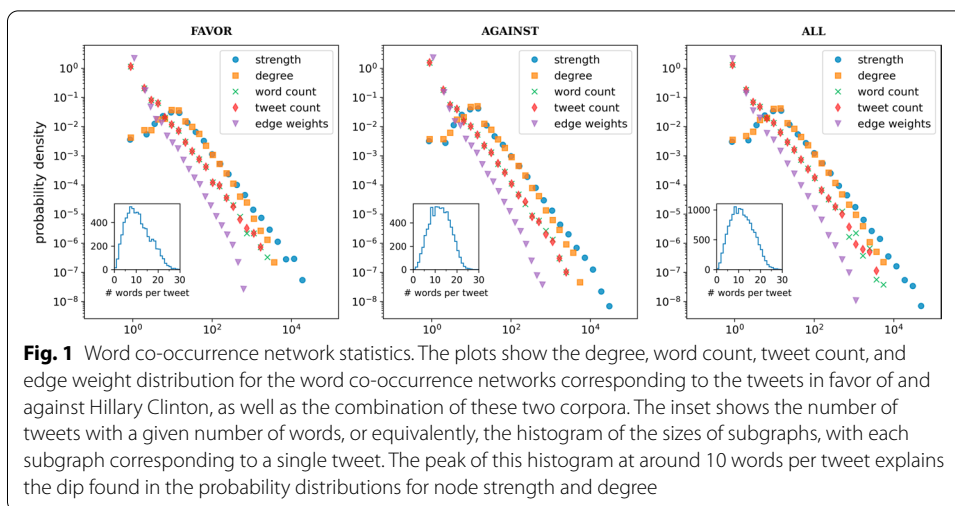 FAVOR
AGAINST
ALL
probability density
10^0
10^-1
10^-2
10^-3
10^-4
10^-5
10^-6
10^-7
10^-8
strength
degree
word count
tweet count
edge weights
400
200
0
0 10 20 30
# words per tweet
10^0 10^2 10^4
strength
degree
word count
tweet count
edge weights
400
200
0
0 10 20 30
# words per tweet
10^0 10^2 10^4
strength
degree
word count
tweet count
edge weights
1000
500
0
0 10 20 30
# words per tweet
10^0 10^2 10^4
Fig. 1 Word co-occurrence network statistics. The plots show the degree, word count, tweet count, and
edge weight distribution for the word co-occurrence networks corresponding to the tweets in favor of and
against Hillary Clinton, as well as the combination of these two corpora. The inset shows the number of
tweets with a given number of words, or equivalently, the histogram of the sizes of subgraphs, with each
subgraph corresponding to a single tweet. The peak of this histogram at around 10 words per tweet explains
the dip found in the probability distributions for node strength and degree